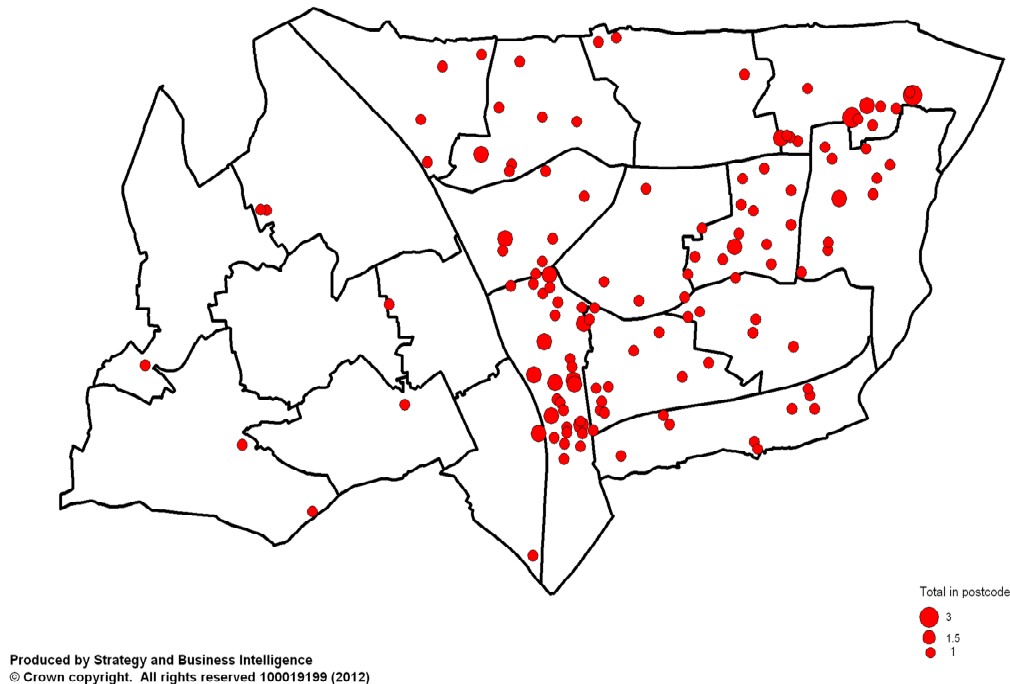 Total in postcode
3
1.5
1
Produced by Strategy and Business Intelligence
© Crown copyright. All rights reserved 100019199 (2012)